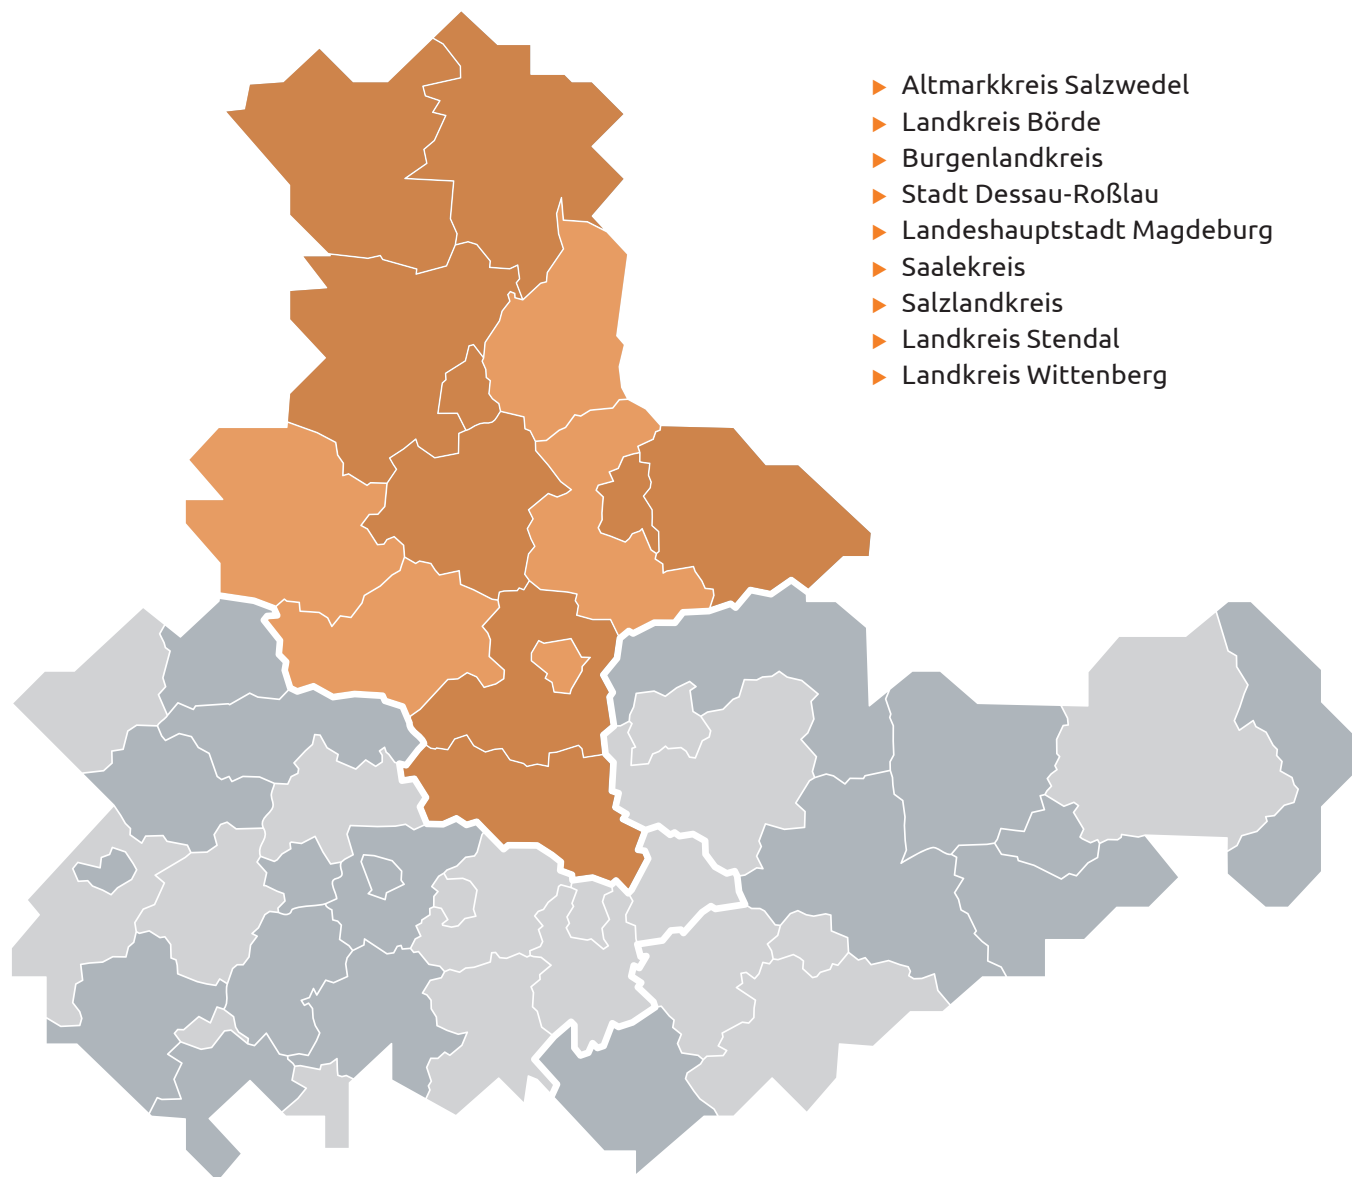 Altmarkkreis Salzwedel
Landkreis Börde
Burgenlandkreis
Stadt Dessau-Roßlau
Landeshauptstadt Magdeburg
Saalekreis
Salzlandkreis
Landkreis Stendal
Landkreis Wittenberg